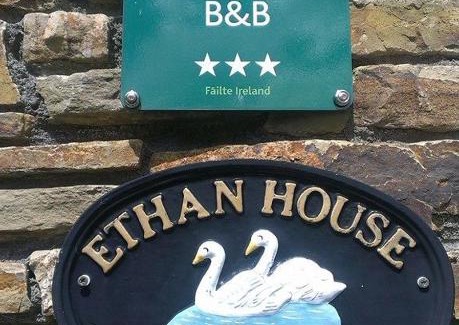 B&B
Fáilte Ireland
ETHAN HOUSE